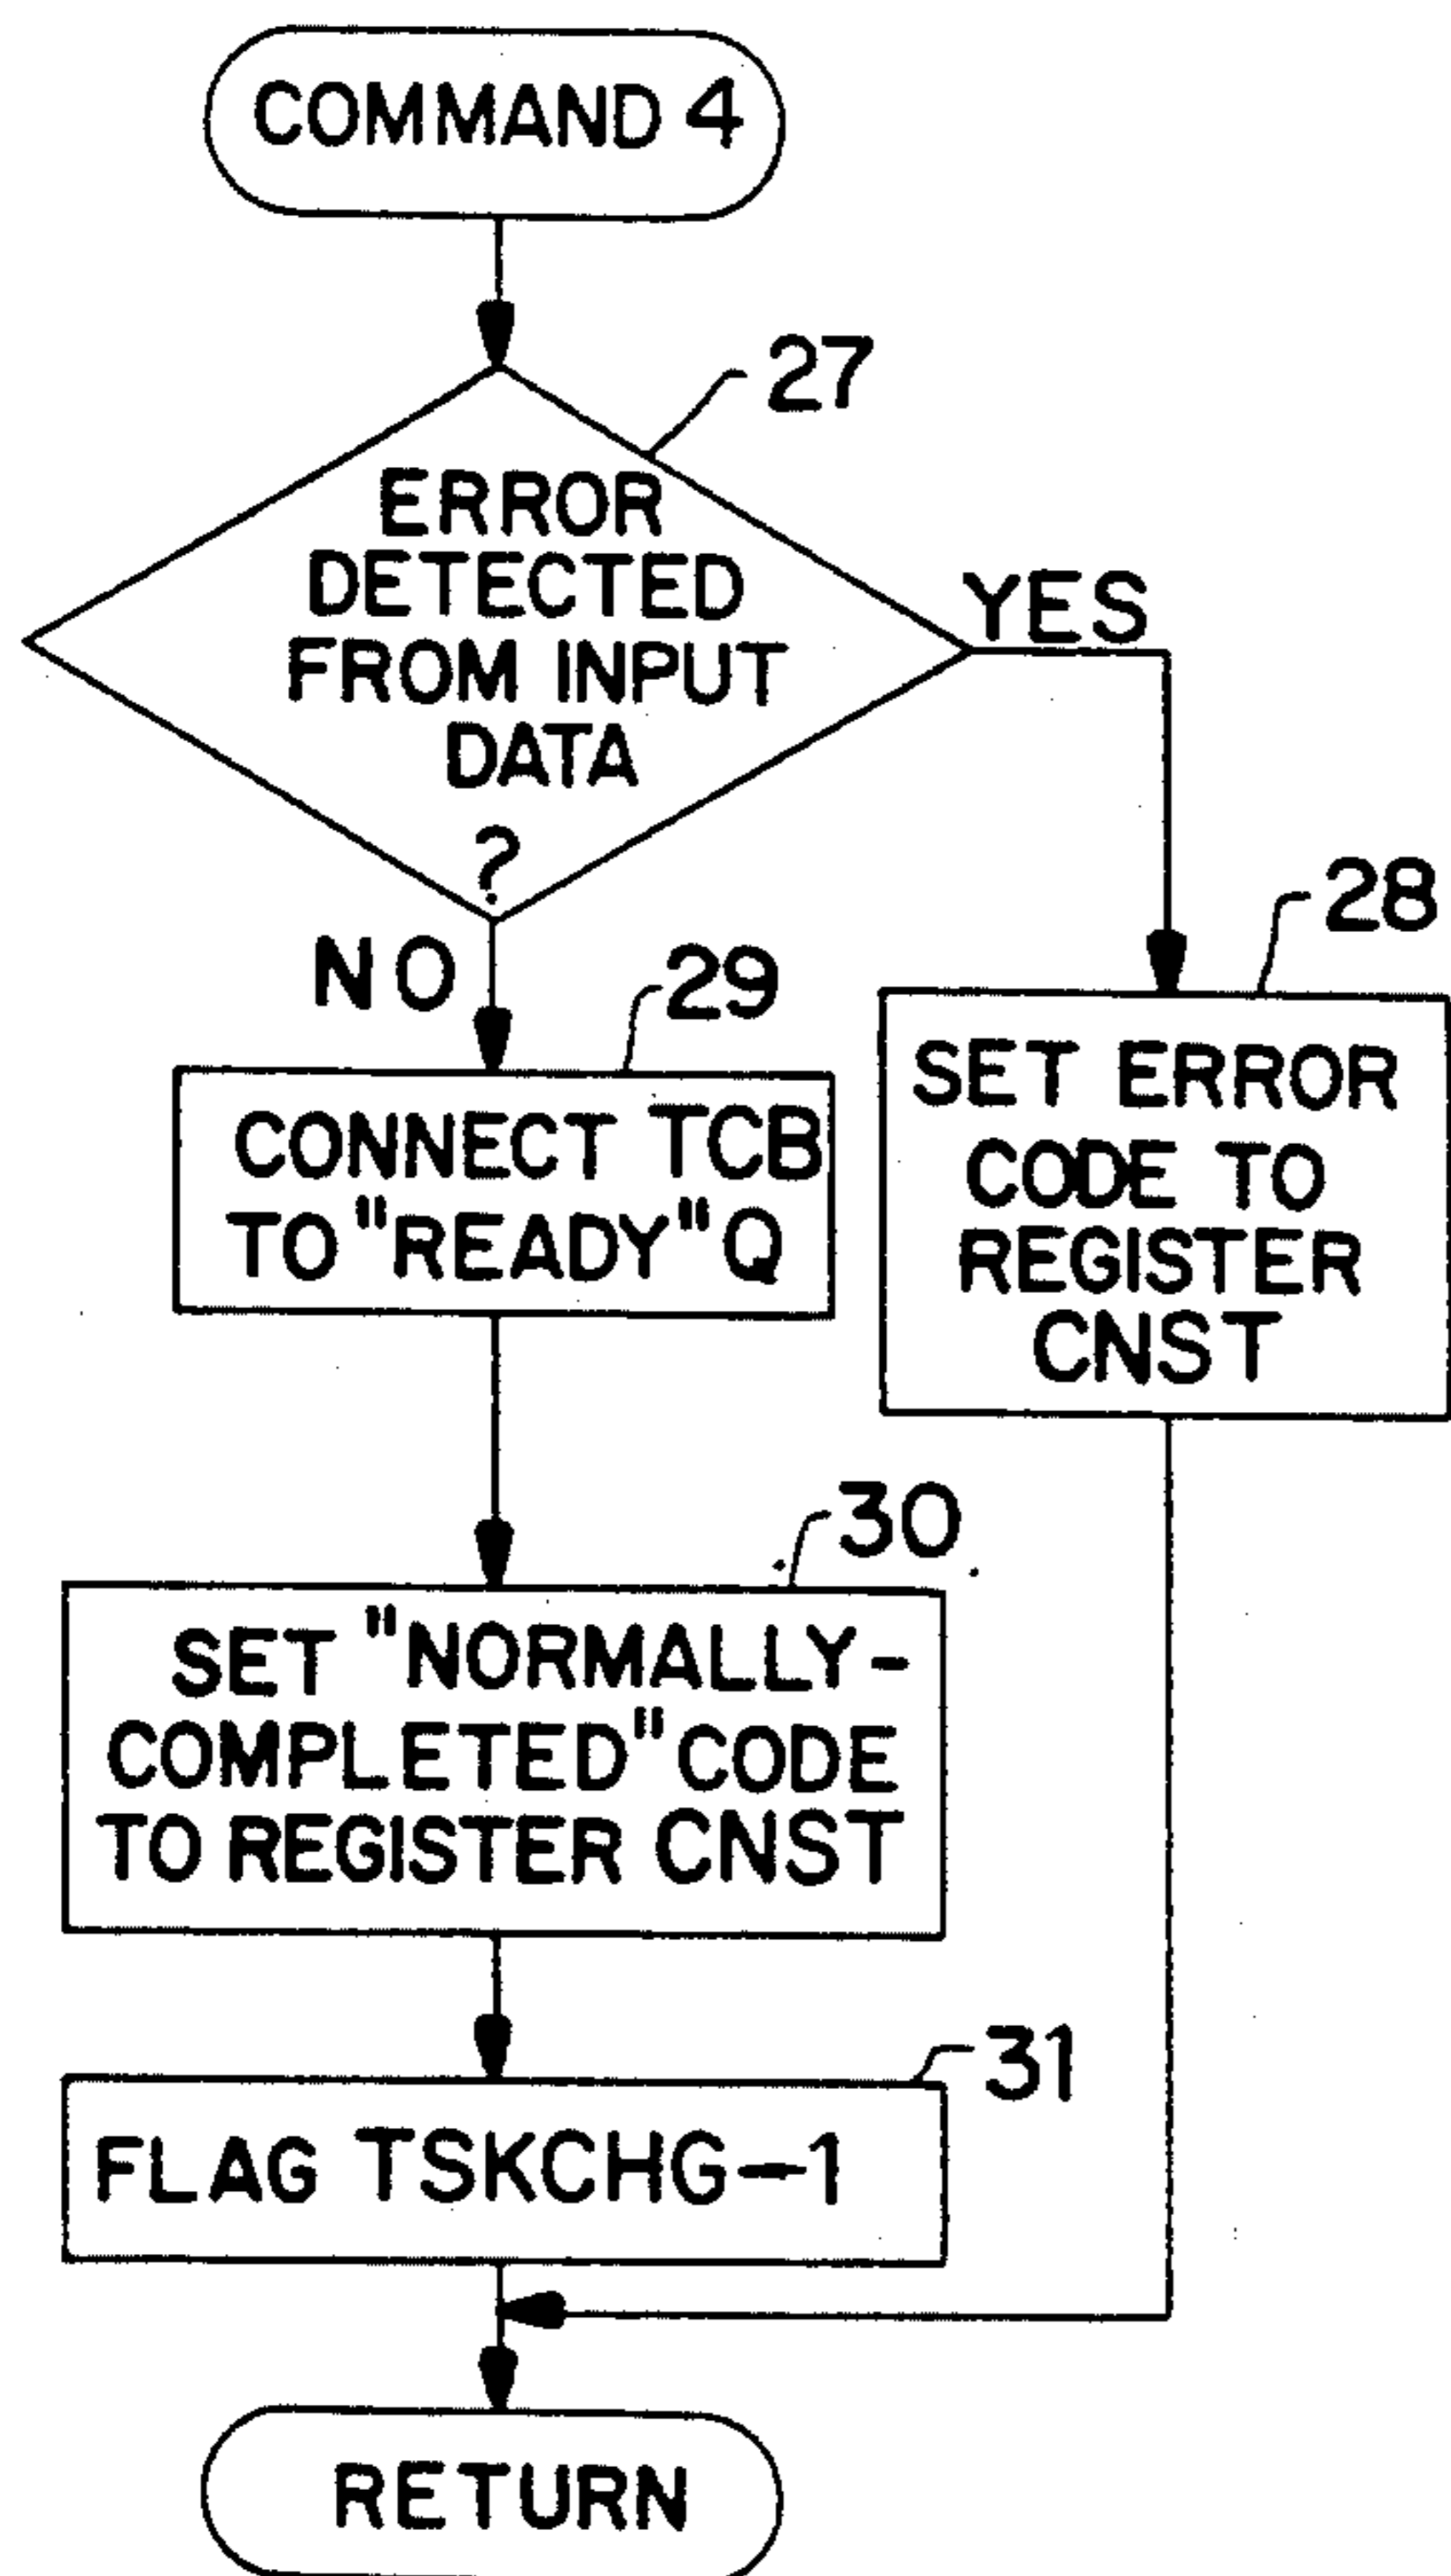 COMMAND 4
27
ERROR
DETECTED
FROM INPUT
DATA
?
YES
NO
28
SET ERROR
CODE TO
REGISTER
CNST
29
CONNECT TCB
TO "READY" Q
30
SET "NORMALLY-
COMPLETED" CODE
TO REGISTER CNST
31
FLAG TSKCHG-1
RETURN